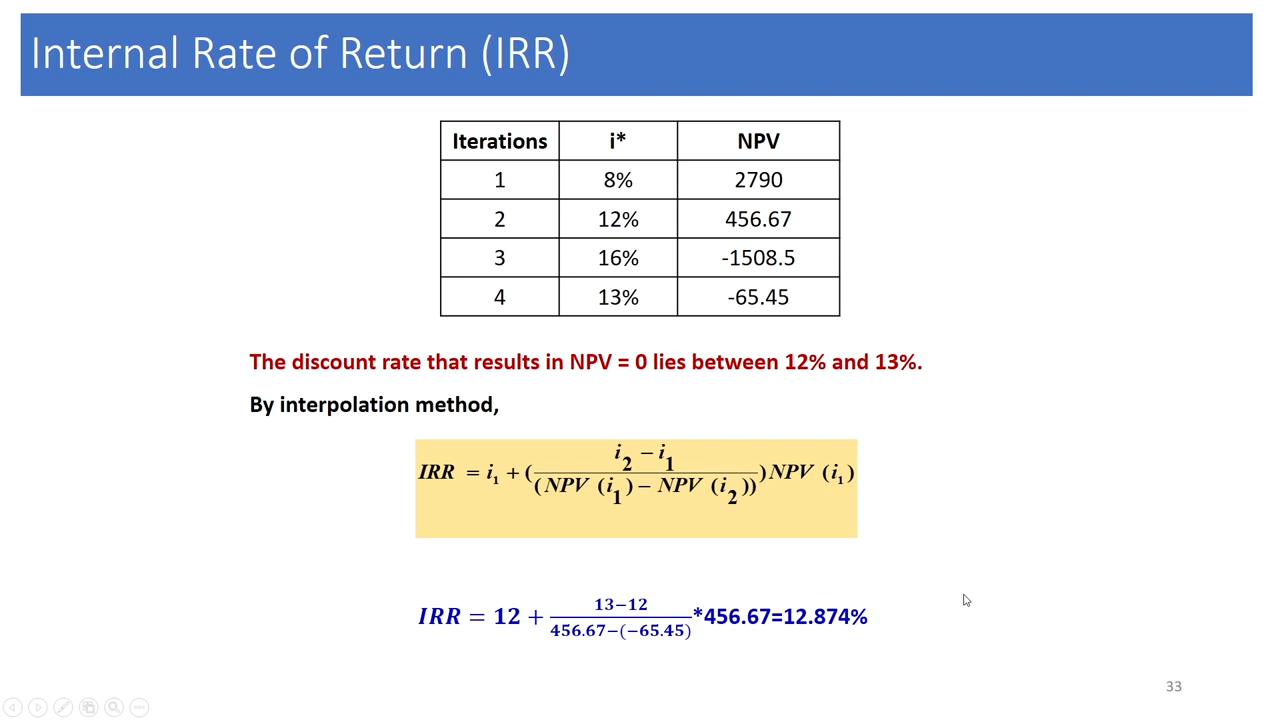 Internal Rate of Return (IRR)
Iterations i* NPV
1 8% 2790
2 12% 456.67
3 16% -1508.5
4 13% -65.45
The discount rate that results in NPV = 0 lies between 12% and 13%.
By interpolation method,
IRR = i₁ + ( (i₂ − i₁) / (NPV (i₁) − NPV (i₂)) ) NPV (i₁)
IRR = 12 + (13−12) / (456.67−(−65.45)) *456.67=12.874%
33